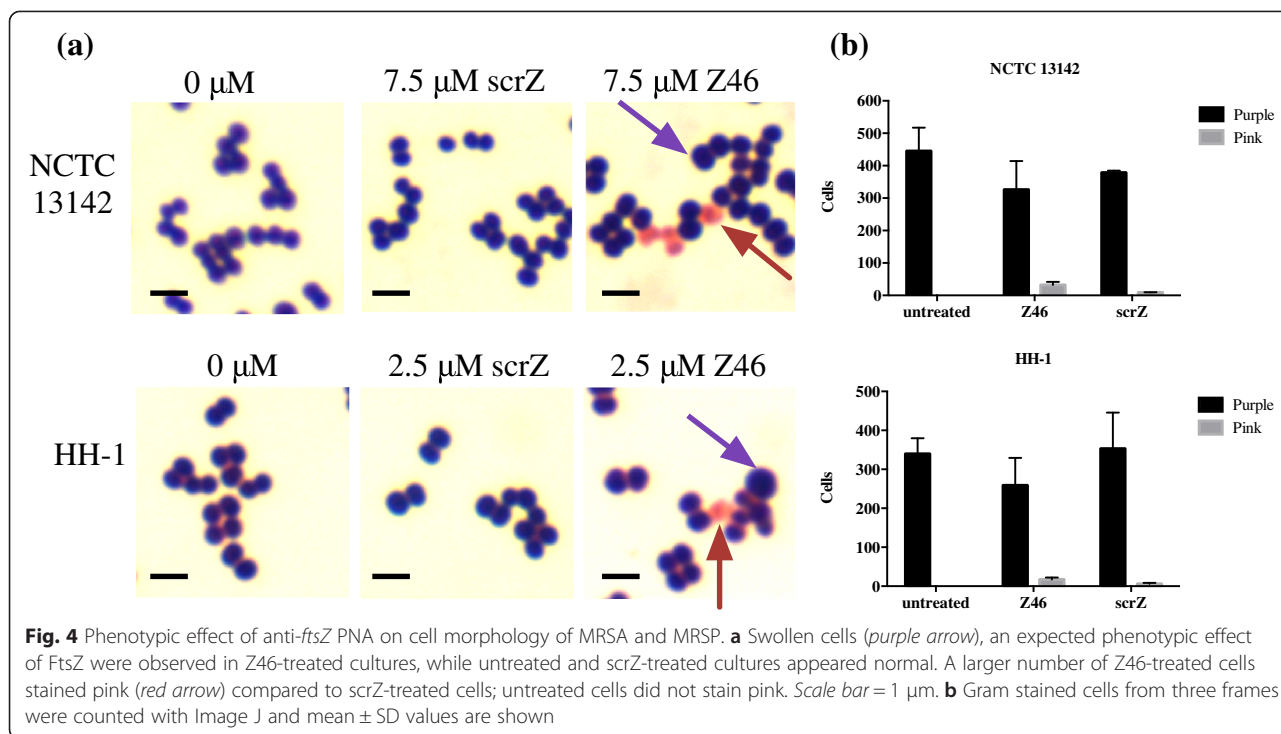 (a)
0 µM
7.5 µM scrZ
7.5 µM Z46
NCTC
13142
0 µM
2.5 µM scrZ
2.5 µM Z46
HH-1
(b)
NCTC 13142
600
500
400
300
200
100
0
Cells
untreated
Z46
scrZ
Purple
Pink
HH-1
500
400
300
200
100
0
Cells
untreated
Z46
scrZ
Purple
Pink
Fig. 4 Phenotypic effect of anti-ftsZ PNA on cell morphology of MRSA and MRSP. a Swollen cells (purple arrow), an expected phenotypic effect
of FtsZ were observed in Z46-treated cultures, while untreated and scrZ-treated cultures appeared normal. A larger number of Z46-treated cells
stained pink (red arrow) compared to scrZ-treated cells; untreated cells did not stain pink. Scale bar = 1 µm. b Gram stained cells from three frames
were counted with Image J and mean ± SD values are shown